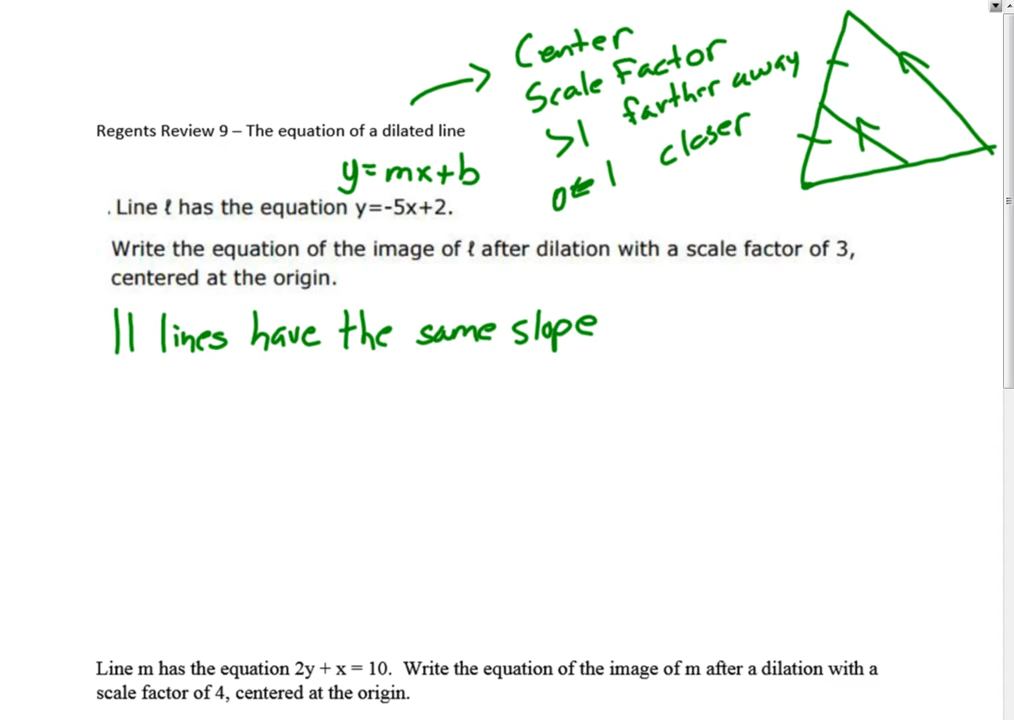 Center
Scale Factor
>1 farther away
0←1 closer
Regents Review 9 – The equation of a dilated line
y=mx+b
. Line ℓ has the equation y=-5x+2.
Write the equation of the image of ℓ after dilation with a scale factor of 3,
centered at the origin.
|| lines have the same slope
Line m has the equation 2y + x = 10. Write the equation of the image of m after a dilation with a
scale factor of 4, centered at the origin.